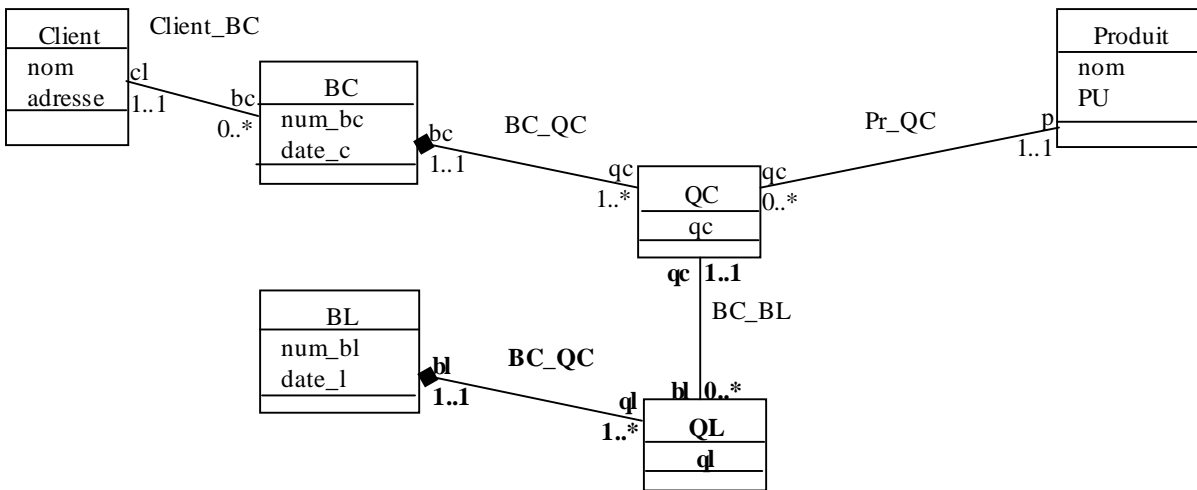 Client_BC
Client
nom
adresse
cl
1..1
bc
0..*
BC
num_bc
date_c
bc
1..1
BC_QC
qc
1..*
QC
qc
qc
0..*
Pr_QC
p
1..1
Produit
nom
PU
qc 1..1
BC_BL
bl 0..*
BL
num_bl
date_l
bl
1..1
BC_QC
ql
1..*
QL
ql